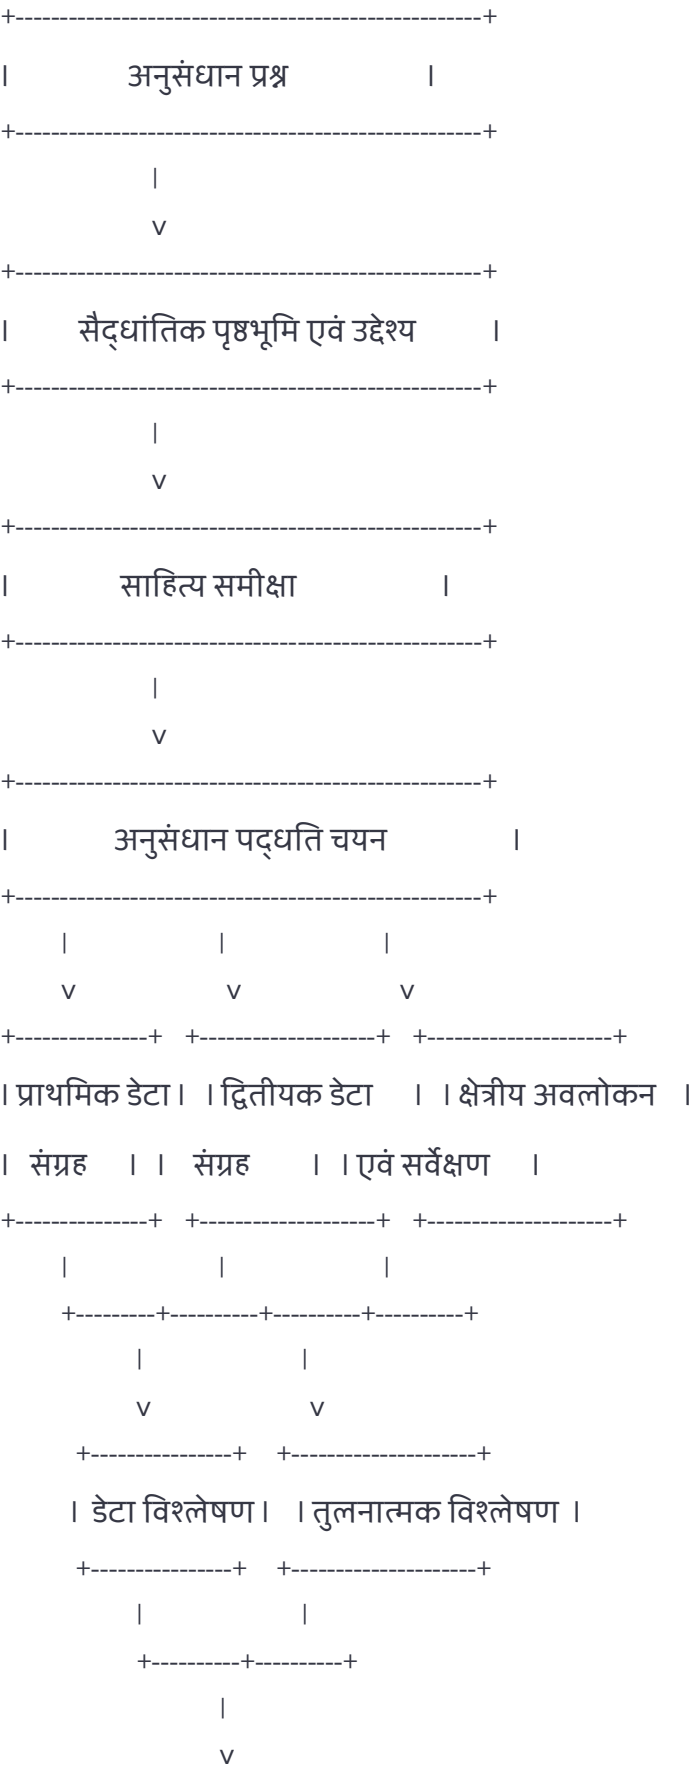 +-----------------------------------------------------+
| अनुसंधान प्रश्न |
+-----------------------------------------------------+
|
v
+-----------------------------------------------------+
| सैद्धांतिक पृष्ठभूमि एवं उद्देश्य |
+-----------------------------------------------------+
|
v
+-----------------------------------------------------+
| साहित्य समीक्षा |
+-----------------------------------------------------+
|
v
+-----------------------------------------------------+
| अनुसंधान पद्धति चयन |
+-----------------------------------------------------+
| | |
v v v
+---------------+ +--------------------+ +---------------------+
| प्राथमिक डेटा | | द्वितीयक डेटा | | क्षेत्रीय अवलोकन |
| संग्रह | | संग्रह | | एवं सर्वेक्षण |
+---------------+ +--------------------+ +---------------------+
| | |
+---------+----------+----------+----------+
| |
v v
+----------------+ +---------------------+
| डेटा विश्लेषण | | तुलनात्मक विश्लेषण |
+----------------+ +---------------------+
| |
+----------+----------+
|
v